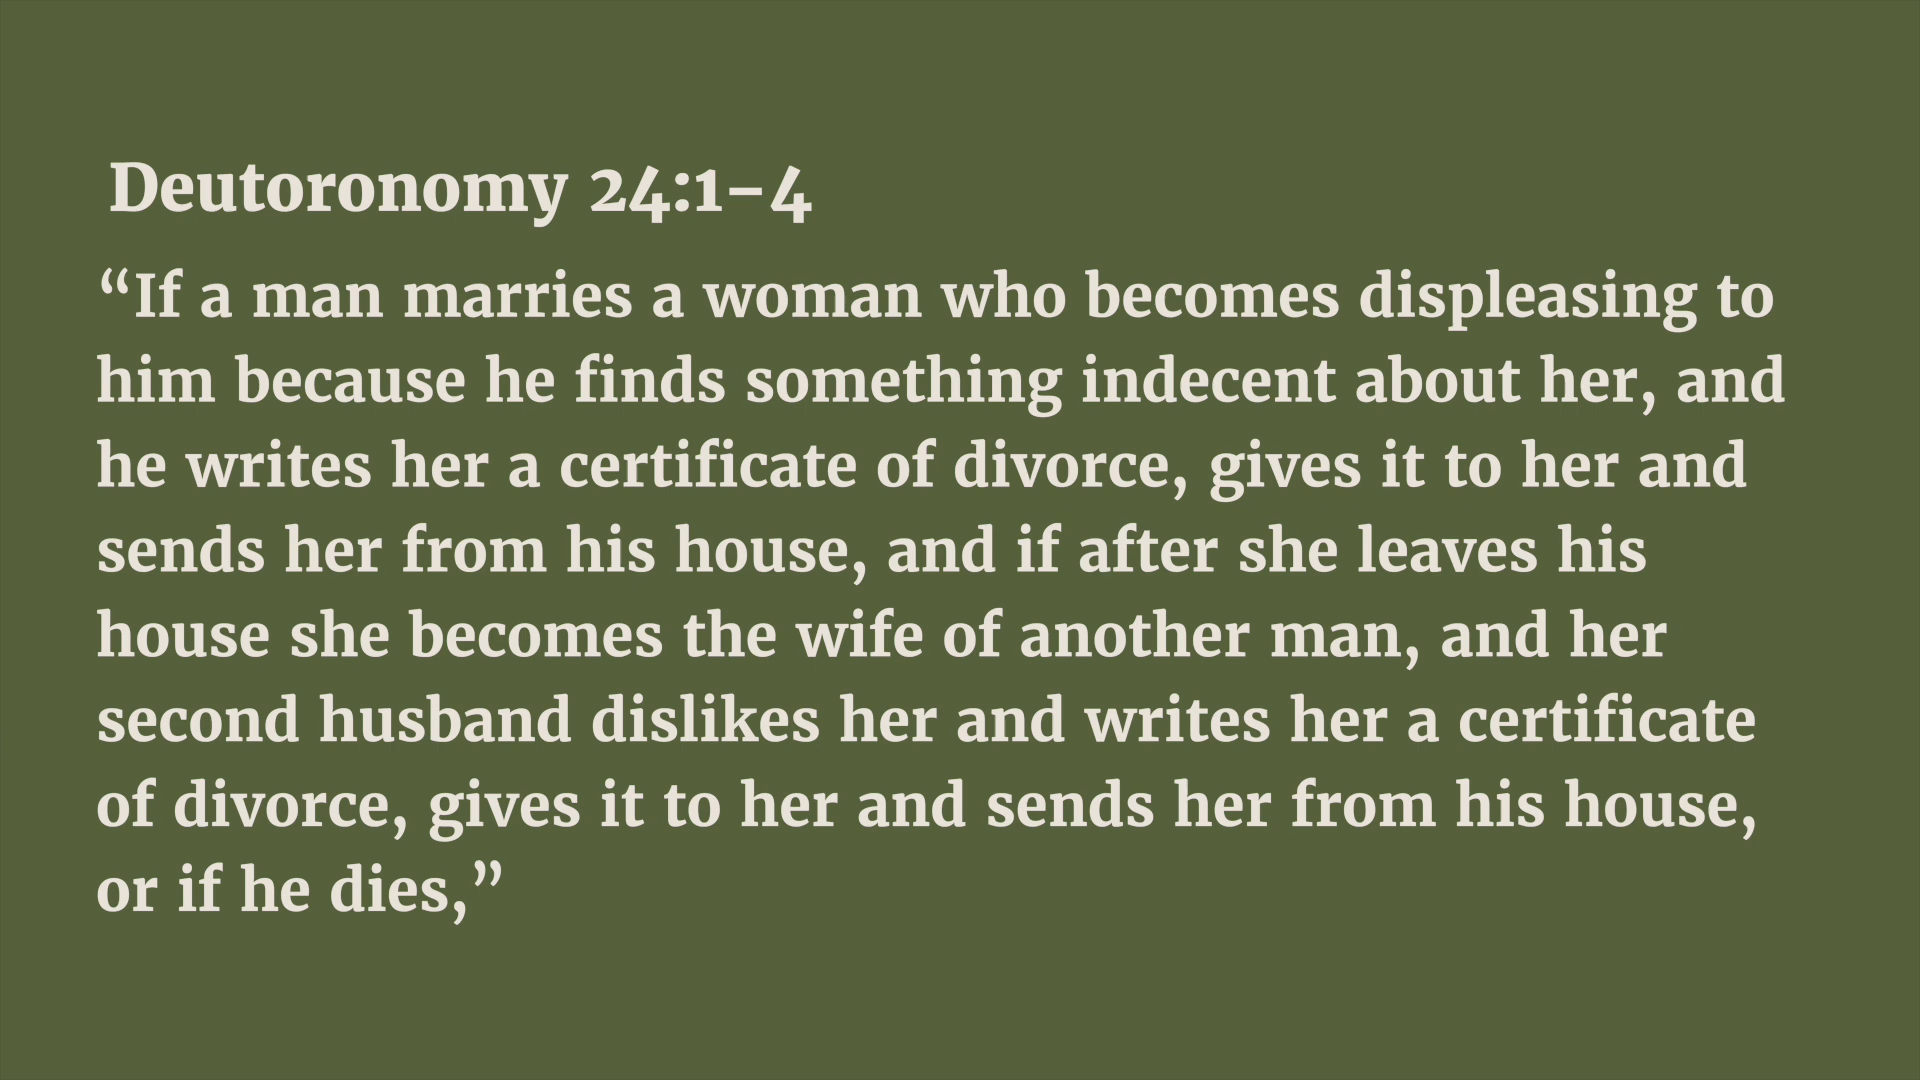 Deutoronomy 24:1–4
“If a man marries a woman who becomes displeasing to
him because he finds something indecent about her, and
he writes her a certificate of divorce, gives it to her and
sends her from his house, and if after she leaves his
house she becomes the wife of another man, and her
second husband dislikes her and writes her a certificate
of divorce, gives it to her and sends her from his house,
or if he dies,”